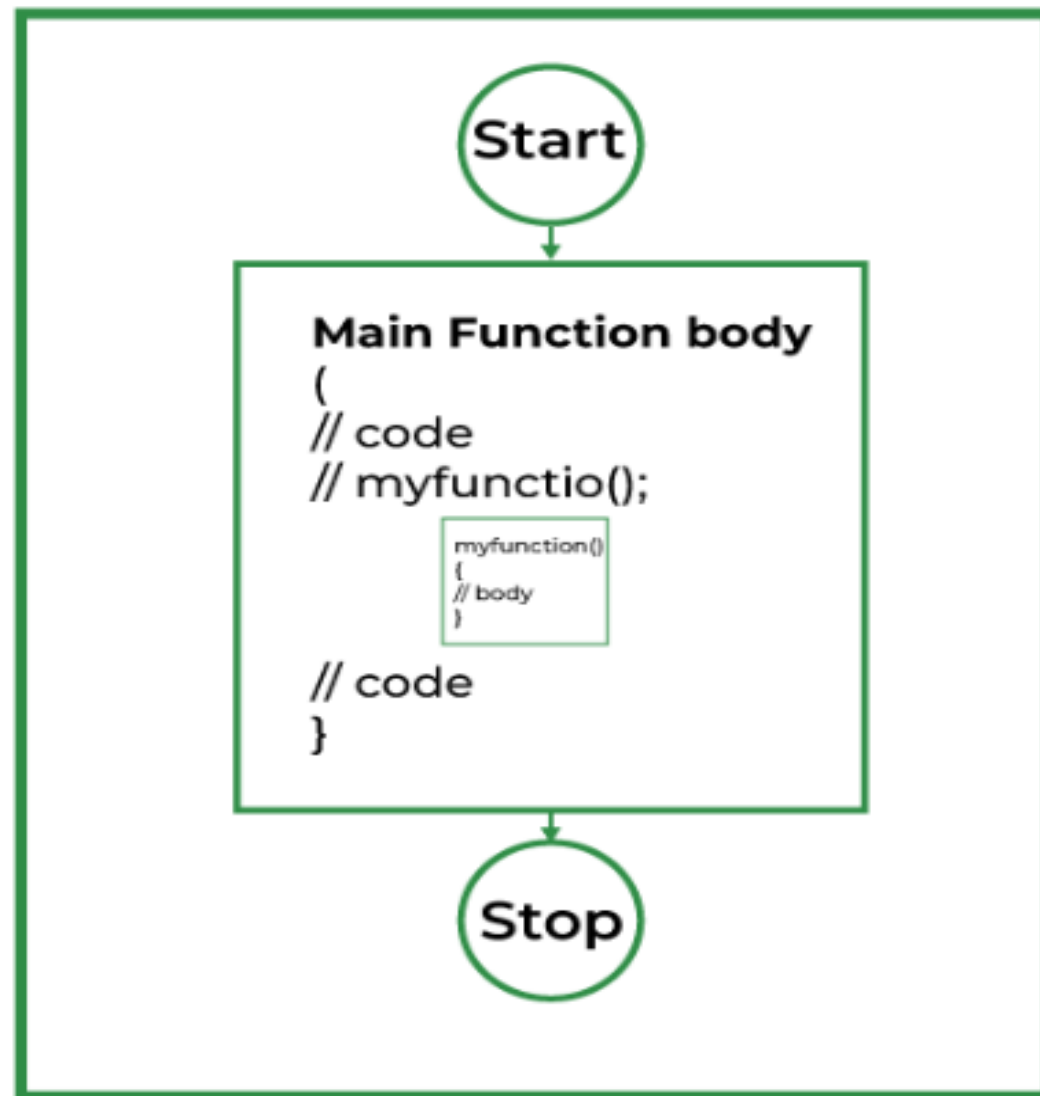 Start
Main Function body
(
// code
// myfunctio();
myfunction()
{
// body
}
// code
}
Stop